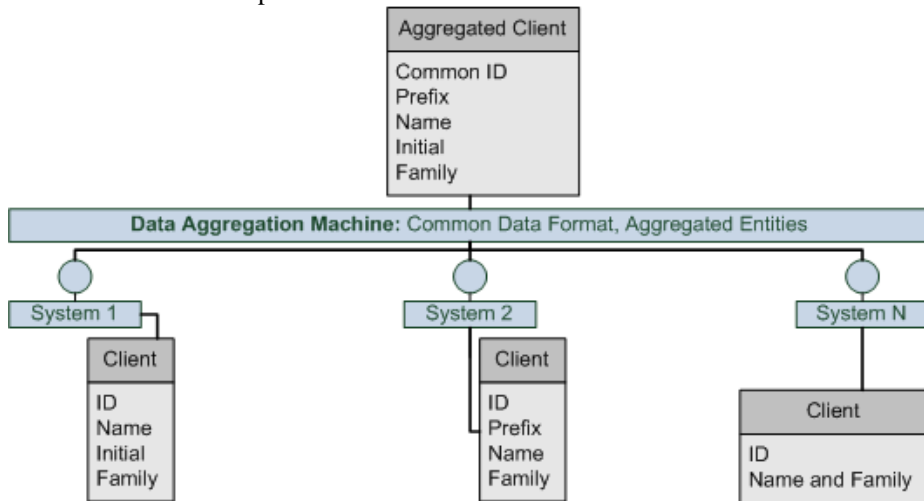 Aggregated Client
Common ID
Prefix
Name
Initial
Family
Data Aggregation Machine: Common Data Format, Aggregated Entities
System 1
System 2
System N
Client
ID
Name
Initial
Family
Client
ID
Prefix
Name
Family
Client
ID
Name and Family